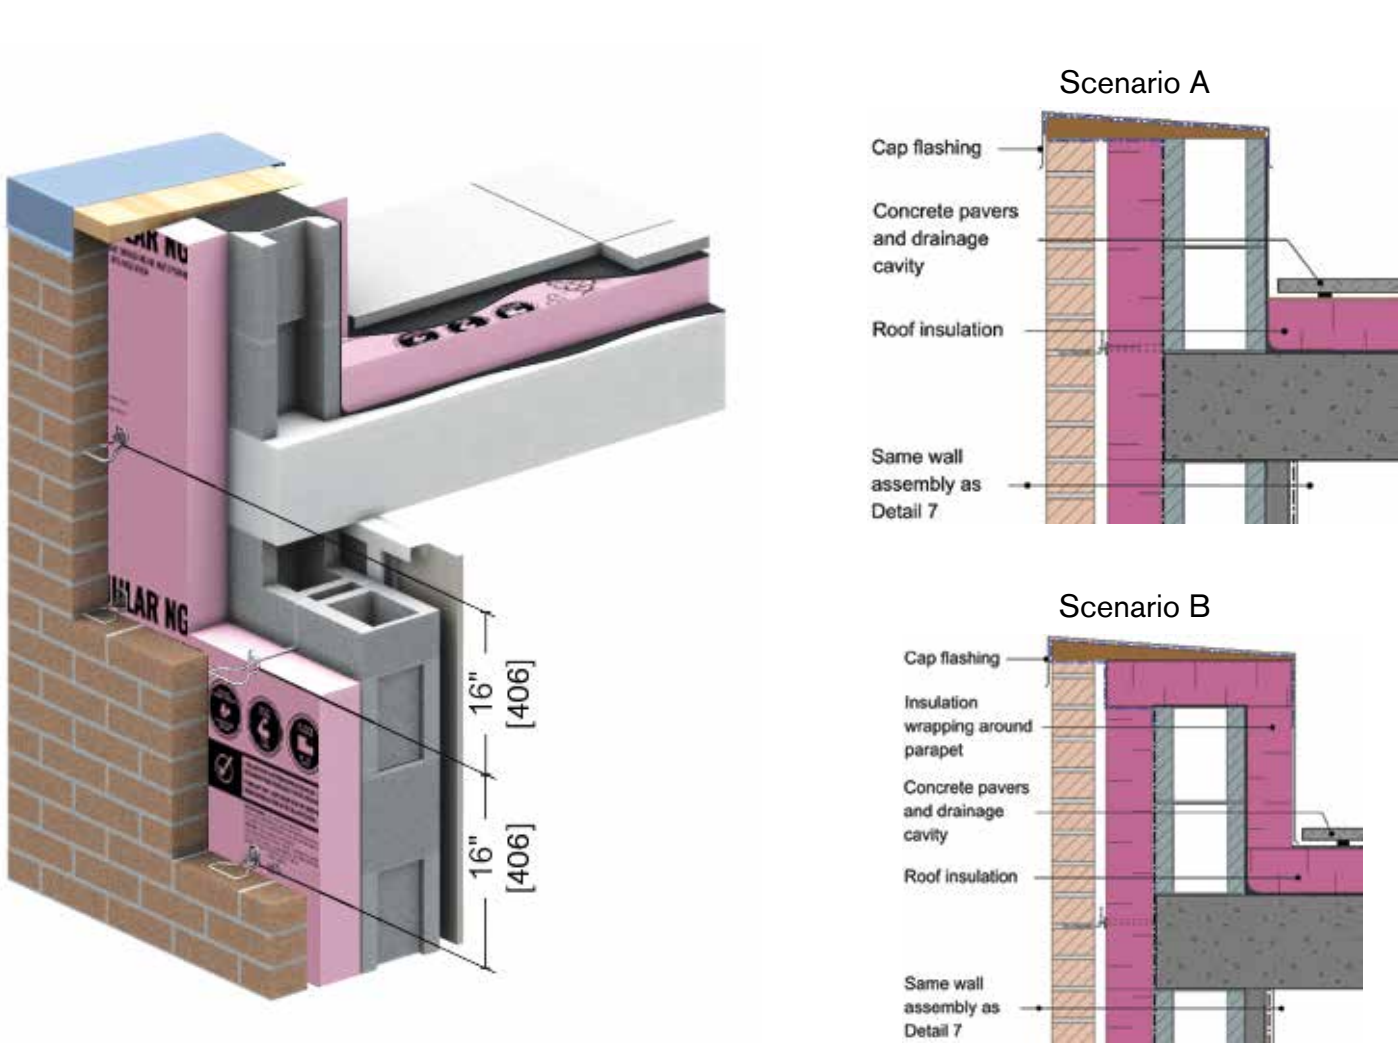 LAR NG
LAR NG
16"
[406]
16"
[406]
Scenario A
Cap flashing
Concrete pavers
and drainage
cavity
Roof insulation
Same wall
assembly as
Detail 7
Scenario B
Cap flashing
Insulation
wrapping around
parapet
Concrete pavers
and drainage
cavity
Roof insulation
Same wall
assembly as
Detail 7